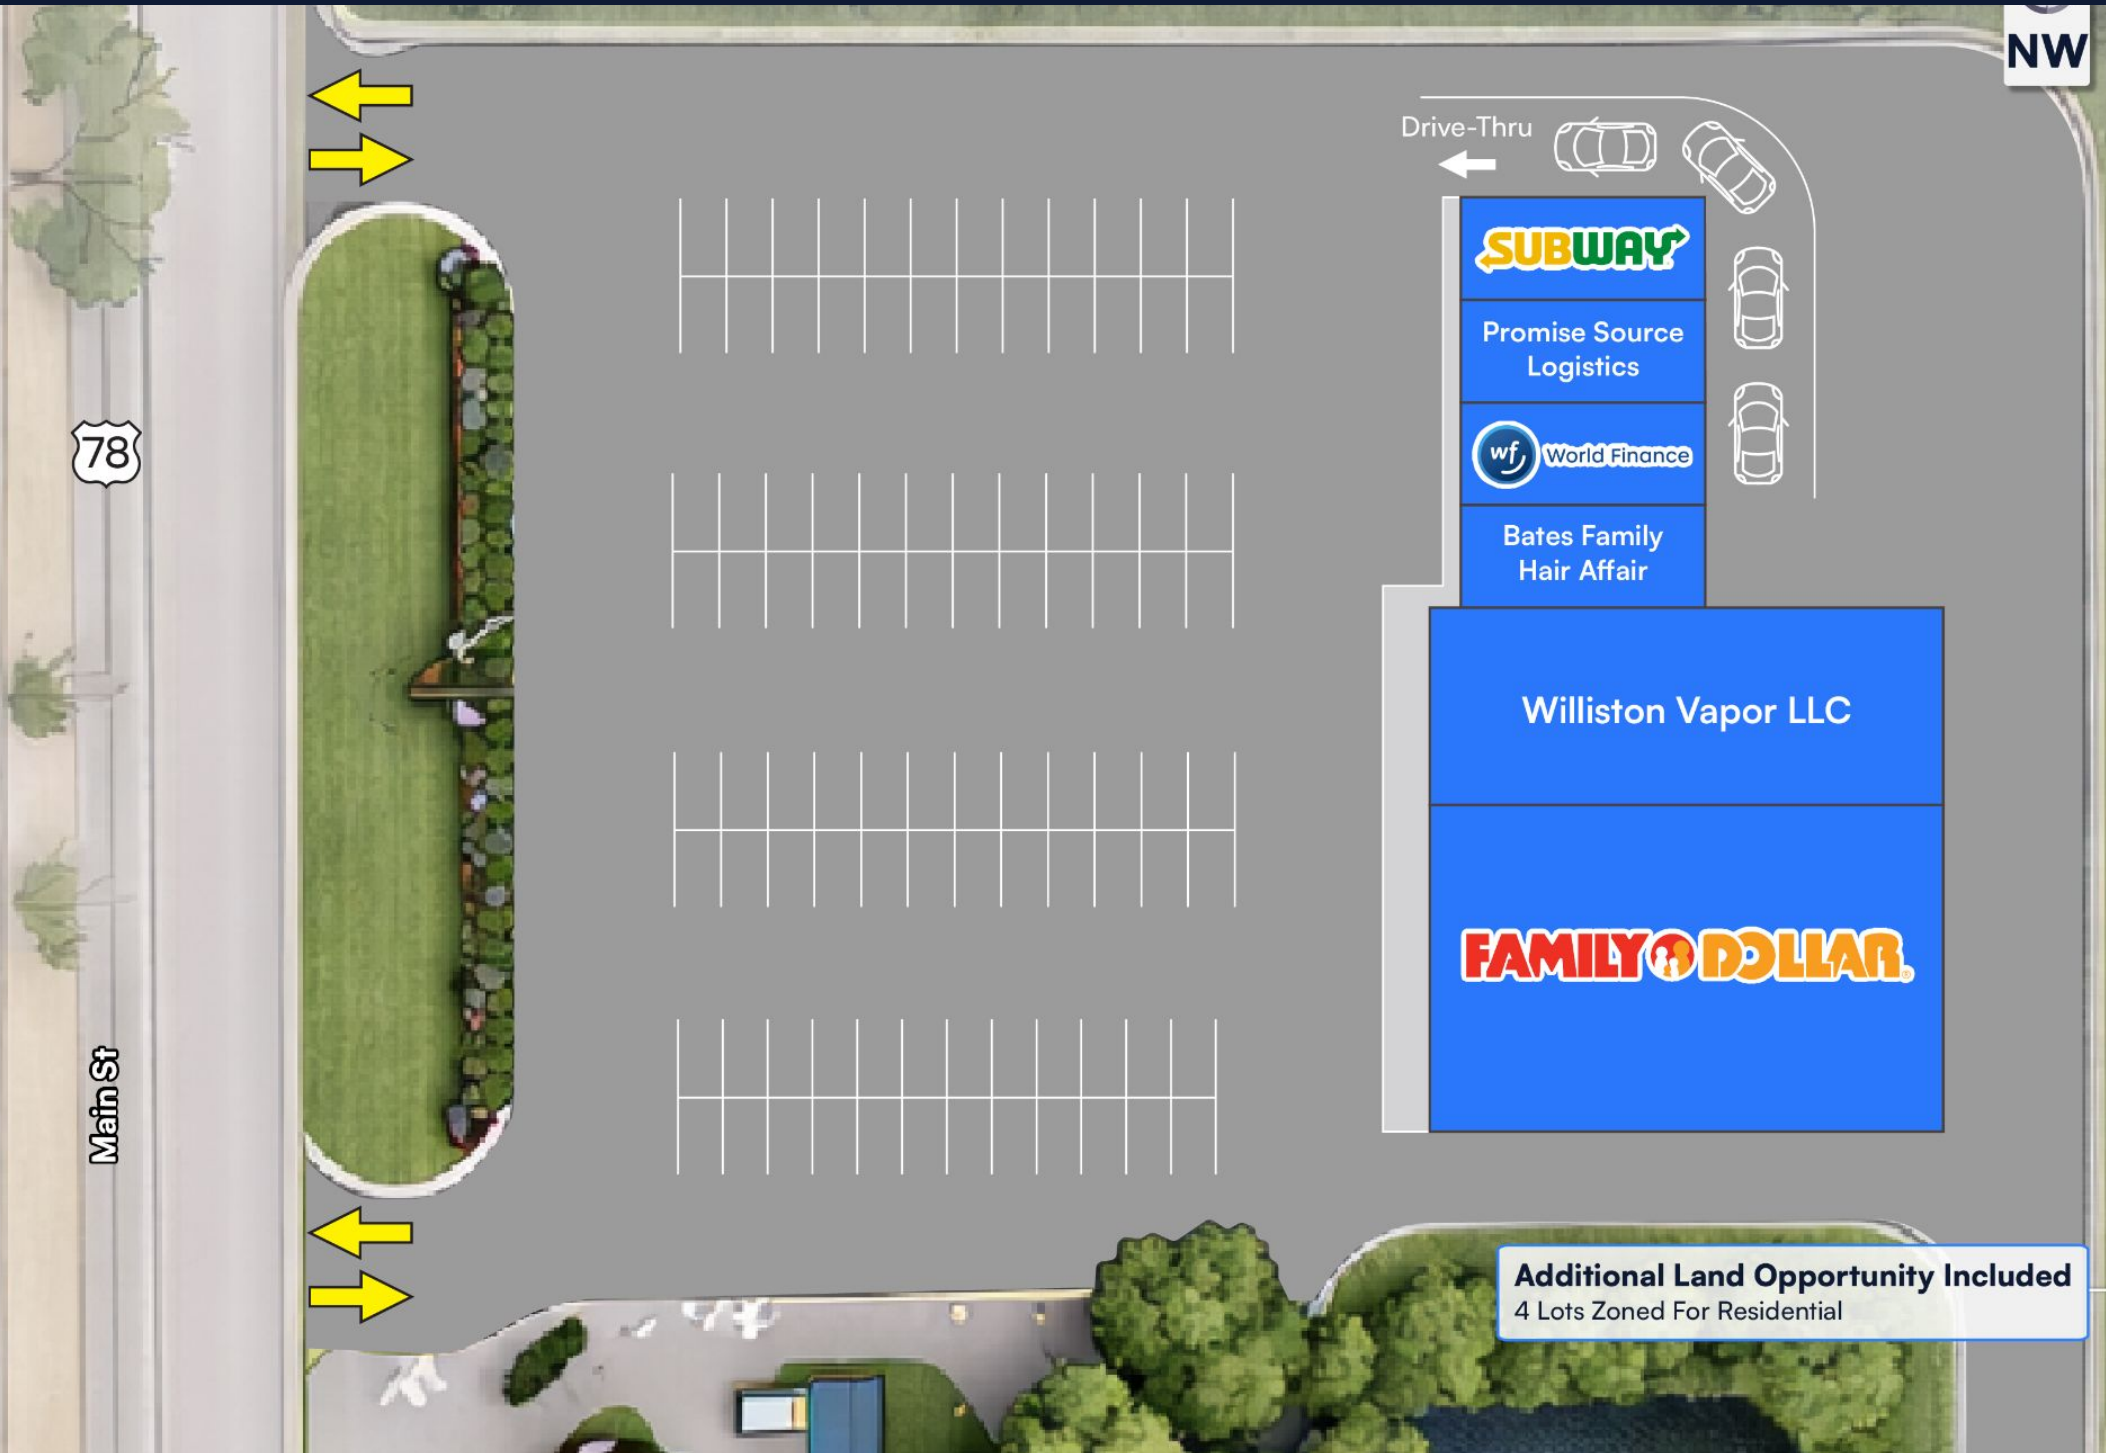 NW
Drive-Thru
SUBWAY
Promise Source
Logistics
78
wf
World Finance
Bates Family
Hair Affair
Williston Vapor LLC
FAMILY DOLLAR®
Main St
Additional Land Opportunity Included
4 Lots Zoned For Residential